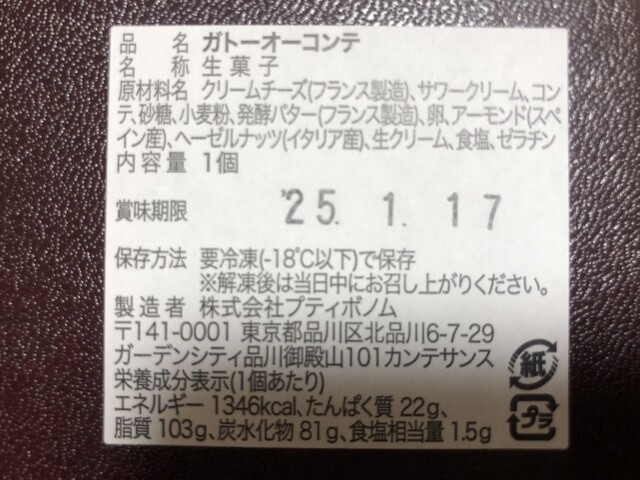 品名 ガトーオーコンテ
名称 生菓子
原材料名 クリームチーズ(フランス製造)、サワークリーム、コン
テ、砂糖、小麦粉、発酵バター(フランス製造)、卵、アーモンド(スペ
イン産)、ヘーゼルナッツ(イタリア産)、生クリーム、食塩、ゼラチン
内容量 1個
賞味期限 '25. 1. 17
保存方法 要冷凍(-18℃以下)で保存
※解凍後は当日中にお召し上がりください。
製造者 株式会社プティボノム
〒141-0001 東京都品川区北品川6-7-29
ガーデンシティ品川御殿山101カンテサンス
栄養成分表示(1個あたり)
エネルギー 1346kcal、たんぱく質 22g、
脂質 103g、炭水化物 81g、食塩相当量 1.5g
紙
プラ